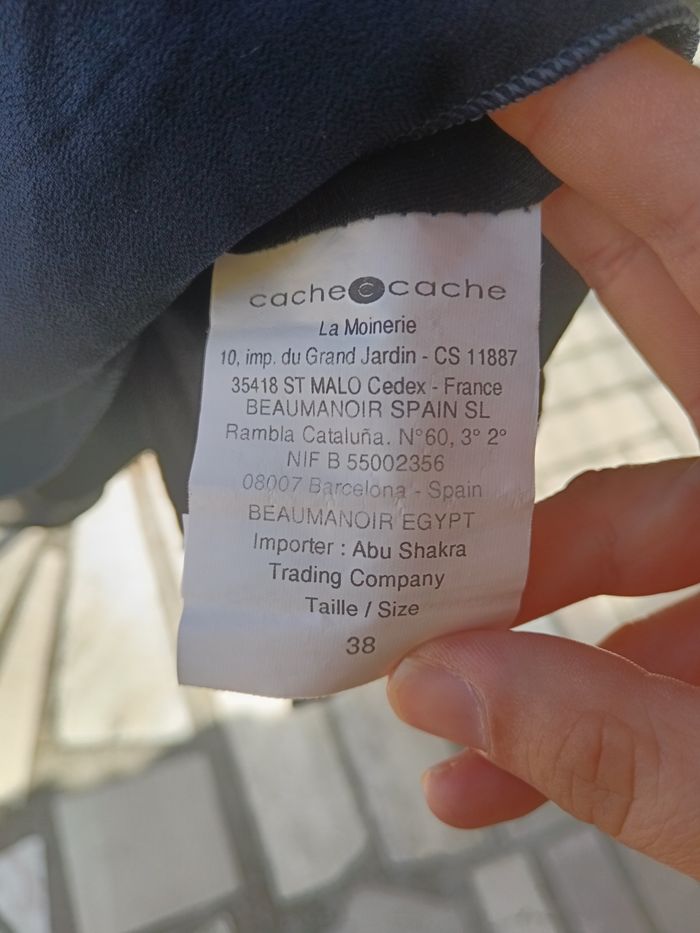 cache c cache
La Moinerie
10, imp. du Grand Jardin - CS 11887
35418 ST MALO Cedex - France
BEAUMANOIR SPAIN SL
Rambla Cataluña. N°60, 3° 2°
NIF B 55002356
08007 Barcelona - Spain
BEAUMANOIR EGYPT
Importer : Abu Shakra
Trading Company
Taille / Size
38